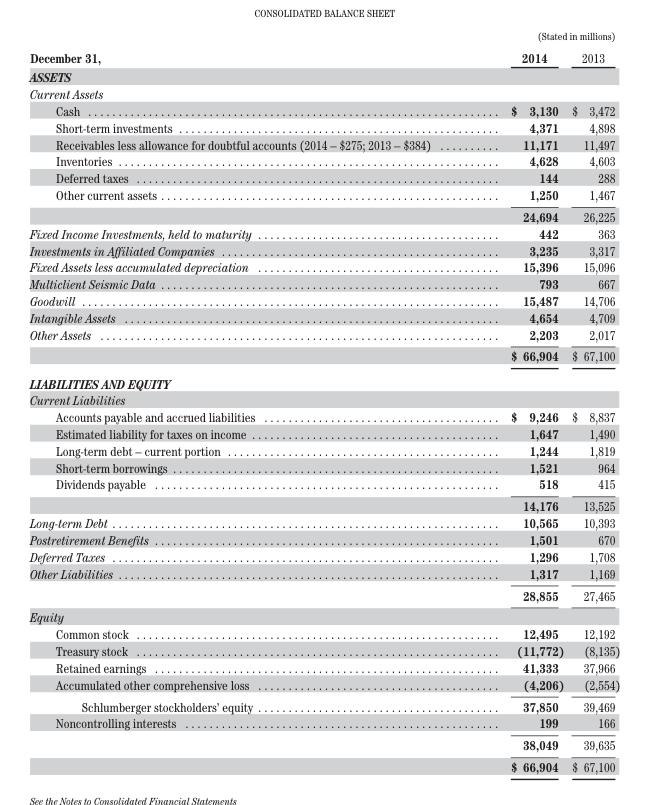 CONSOLIDATED BALANCE SHEET
(Stated in millions)
December 31, 2014 2013
ASSETS
Current Assets
Cash $ 3,130 $ 3,472
Short-term investments 4,371 4,898
Receivables less allowance for doubtful accounts (2014 – $275; 2013 – $384) 11,171 11,497
Inventories 4,628 4,603
Deferred taxes 144 288
Other current assets 1,250 1,467
24,694 26,225
Fixed Income Investments, held to maturity 442 363
Investments in Affiliated Companies 3,235 3,317
Fixed Assets less accumulated depreciation 15,396 15,096
Multiclient Seismic Data 793 667
Goodwill 15,487 14,706
Intangible Assets 4,654 4,709
Other Assets 2,203 2,017
$ 66,904 $ 67,100
LIABILITIES AND EQUITY
Current Liabilities
Accounts payable and accrued liabilities $ 9,246 $ 8,837
Estimated liability for taxes on income 1,647 1,490
Long-term debt – current portion 1,244 1,819
Short-term borrowings 1,521 964
Dividends payable 518 415
14,176 13,525
Long-term Debt 10,565 10,393
Postretirement Benefits 1,501 670
Deferred Taxes 1,296 1,708
Other Liabilities 1,317 1,169
28,855 27,465
Equity
Common stock 12,495 12,192
Treasury stock (11,772) (8,135)
Retained earnings 41,333 37,966
Accumulated other comprehensive loss (4,206) (2,554)
Schlumberger stockholders' equity 37,850 39,469
Noncontrolling interests 199 166
38,049 39,635
$ 66,904 $ 67,100
See the Notes to Consolidated Financial Statements